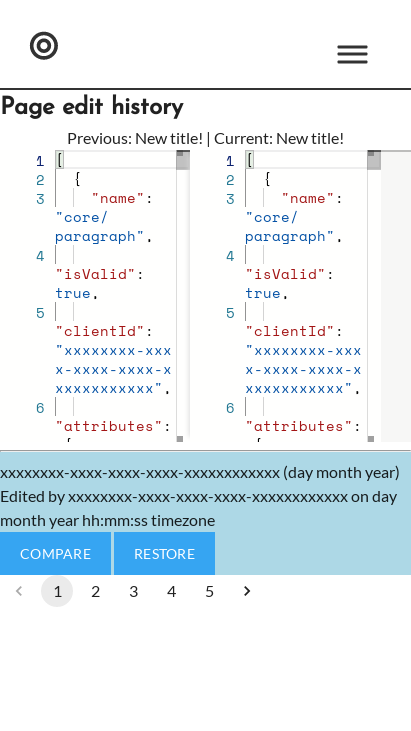 Page edit history
Previous: New title! | Current: New title!
1 [
2 {
3 "name":
"core/
paragraph",
4
"isValid":
true,
5
"clientId":
"xxxxxxxx-xxx
x-xxxx-xxxx-x
xxxxxxxxxxx",
6
"attributes":
{
1 [
2 {
3 "name":
"core/
paragraph",
4
"isValid":
true,
5
"clientId":
"xxxxxxxx-xxx
x-xxxx-xxxx-x
xxxxxxxxxxx",
6
"attributes":
{
xxxxxxxx-xxxx-xxxx-xxxx-xxxxxxxxxxxx (day month year)
Edited by xxxxxxxx-xxxx-xxxx-xxxx-xxxxxxxxxxxx on day
month year hh:mm:ss timezone
COMPARE RESTORE
1 2 3 4 5